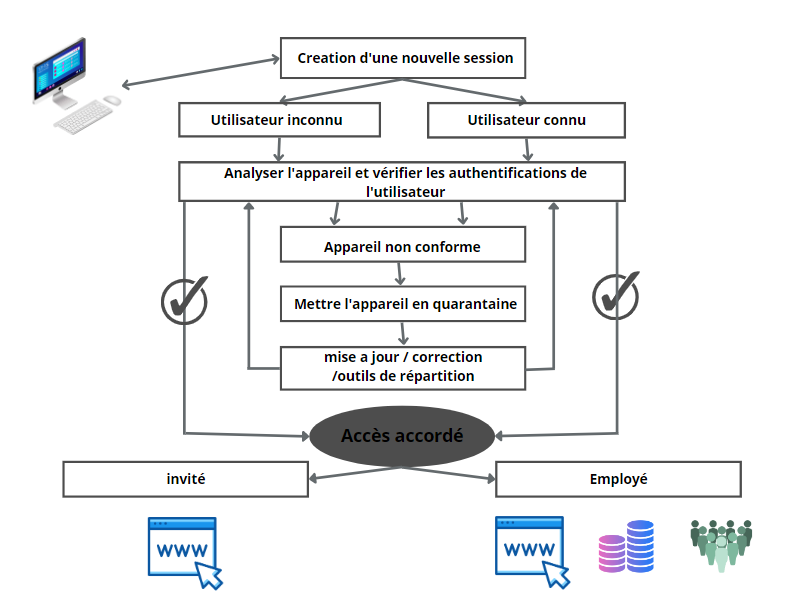 Creation d'une nouvelle session
Utilisateur inconnu
Utilisateur connu
Analyser l'appareil et vérifier les authentifications de
l'utilisateur
Appareil non conforme
Mettre l'appareil en quarantaine
mise a jour / correction
/outils de répartition
Accès accordé
invité
Employé
WWW
WWW